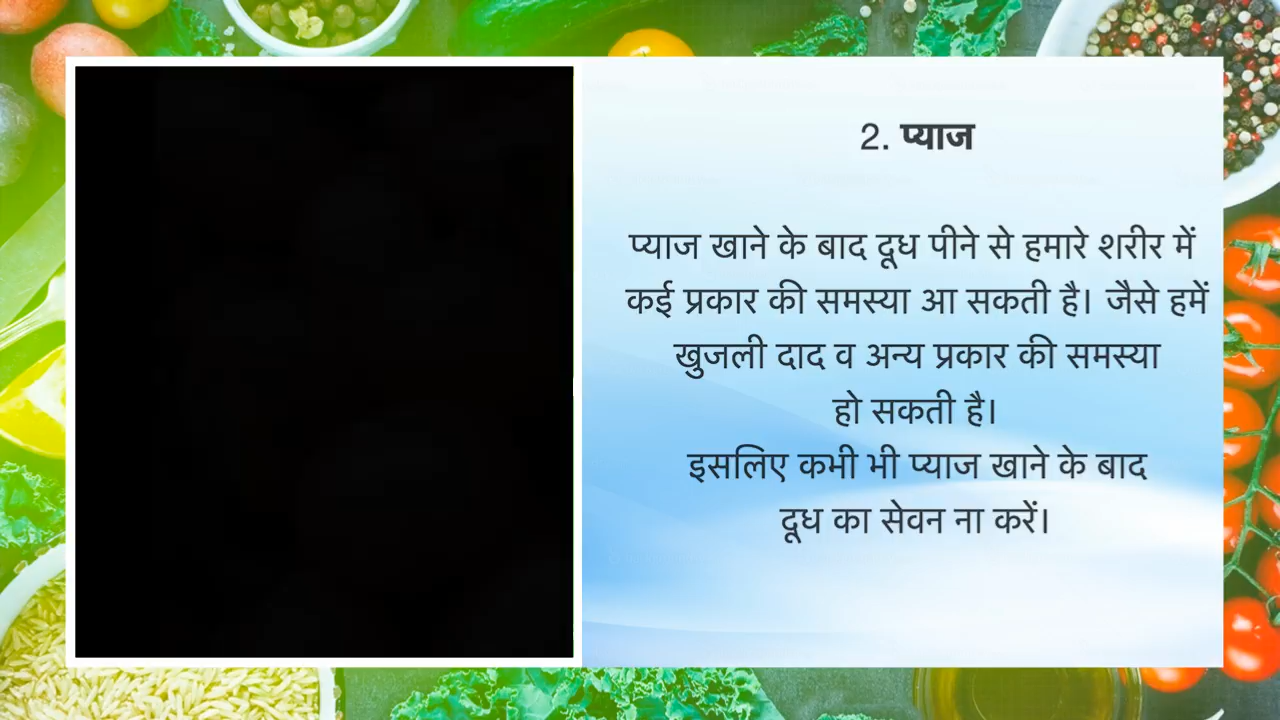 2. प्याज
प्याज खाने के बाद दूध पीने से हमारे शरीर में
कई प्रकार की समस्या आ सकती है। जैसे हमें
खुजली दाद व अन्य प्रकार की समस्या
हो सकती है।
इसलिए कभी भी प्याज खाने के बाद
दूध का सेवन ना करें।